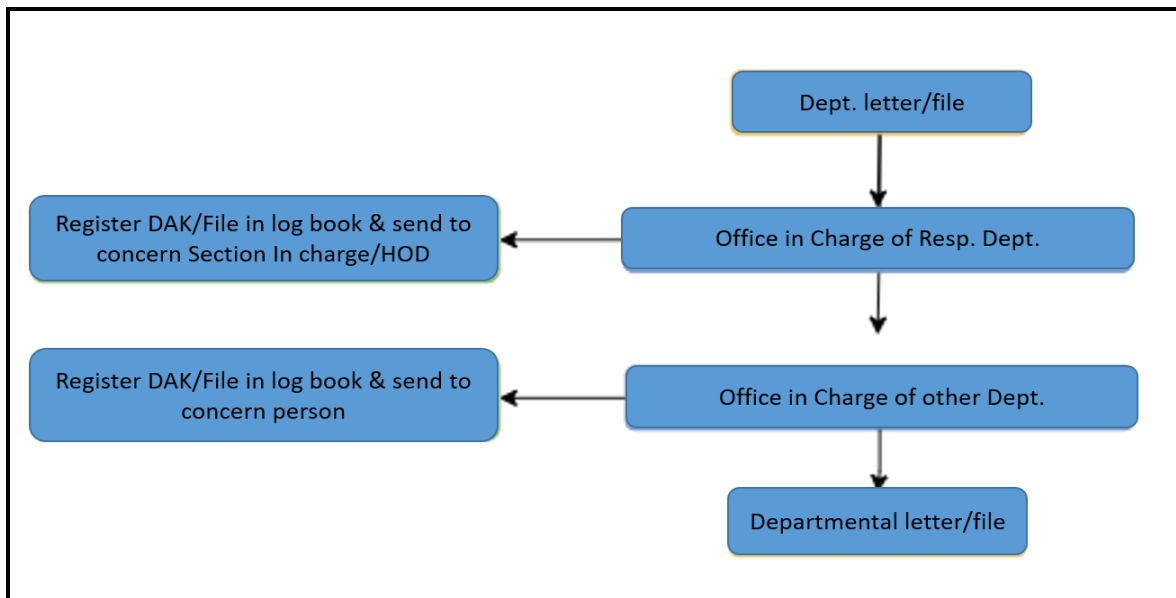 Dept. letter/file
Register DAK/File in log book & send to
concern Section In charge/HOD
Office in Charge of Resp. Dept.
Register DAK/File in log book & send to
concern person
Office in Charge of other Dept.
Departmental letter/file